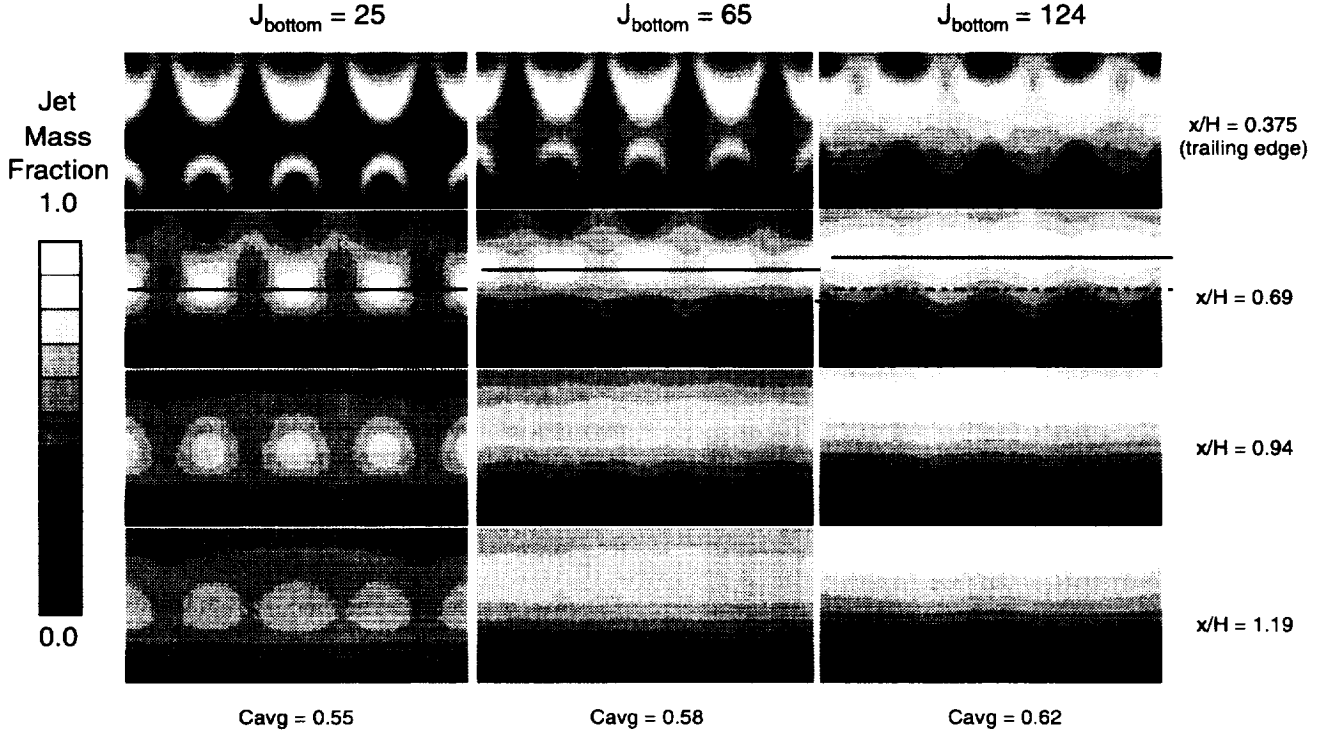 J_bottom = 25
J_bottom = 65
J_bottom = 124
Jet
Mass
Fraction
1.0
0.0
x/H = 0.375
(trailing edge)
x/H = 0.69
x/H = 0.94
x/H = 1.19
Cavg = 0.55
Cavg = 0.58
Cavg = 0.62